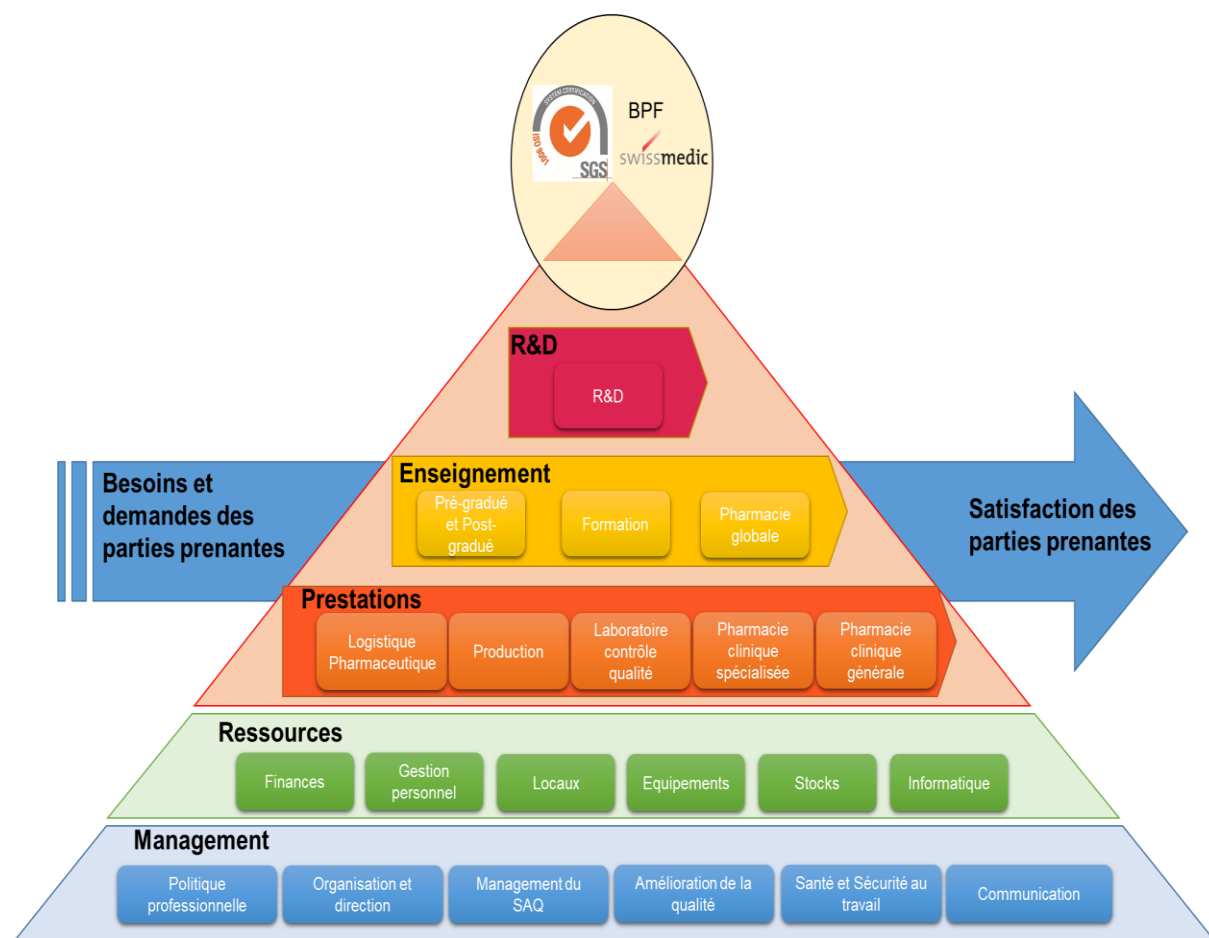 SYSTEM CERTIFICATION
ISO 9001
SGS
BPF
swissmedic
R&D
R&D
Besoins et
demandes des
parties prenantes
Enseignement
Pré-gradué
et Post-
gradué
Formation
Pharmacie
globale
Satisfaction des
parties prenantes
Prestations
Logistique
Pharmaceutique
Production
Laboratoire
contrôle
qualité
Pharmacie
clinique
spécialisée
Pharmacie
clinique
générale
Ressources
Finances
Gestion
personnel
Locaux
Equipements
Stocks
Informatique
Management
Politique
professionnelle
Organisation et
direction
Management du
SAQ
Amélioration de la
qualité
Santé et Sécurité au
travail
Communication